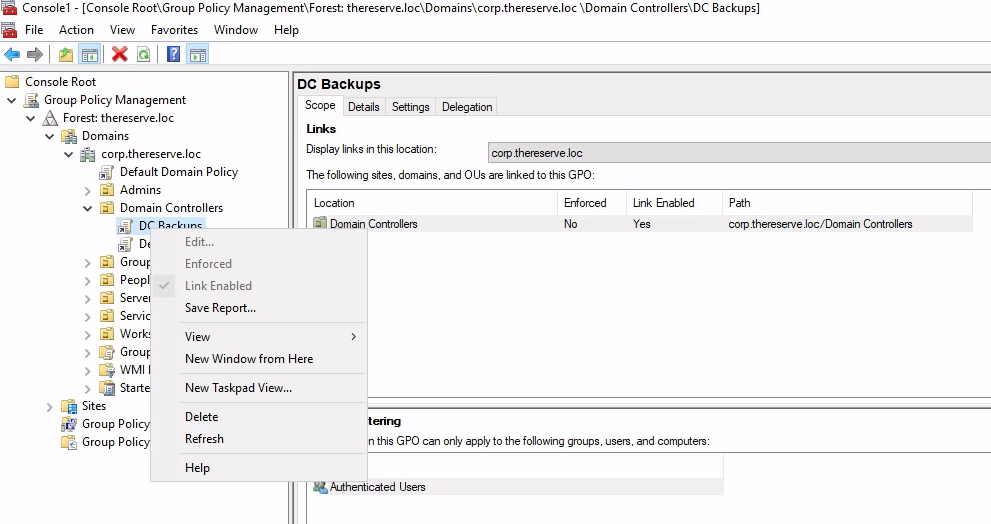 Console1 - [Console Root\Group Policy Management\Forest: thereserve.loc\Domains\corp.thereserve.loc \Domain Controllers\DC Backups]
File Action View Favorites Window Help
Console Root
Group Policy Management
Forest: thereserve.loc
Domains
corp.thereserve.loc
Default Domain Policy
Admins
Domain Controllers
DC Backups
De
Group
Peopl
Server
Servic
Works
Group
WMI
Starte
Sites
Group Policy
Group Policy
Edit...
Enforced
Link Enabled
Save Report...
View
New Window from Here
New Taskpad View...
Delete
Refresh
Help
DC Backups
Scope Details Settings Delegation
Links
Display links in this location: corp.thereserve.loc
The following sites, domains, and OUs are linked to this GPO:
Location Enforced Link Enabled Path
Domain Controllers No Yes corp.thereserve.loc/Domain Controllers
tering
in this GPO can only apply to the following groups, users, and computers:
Authenticated Users